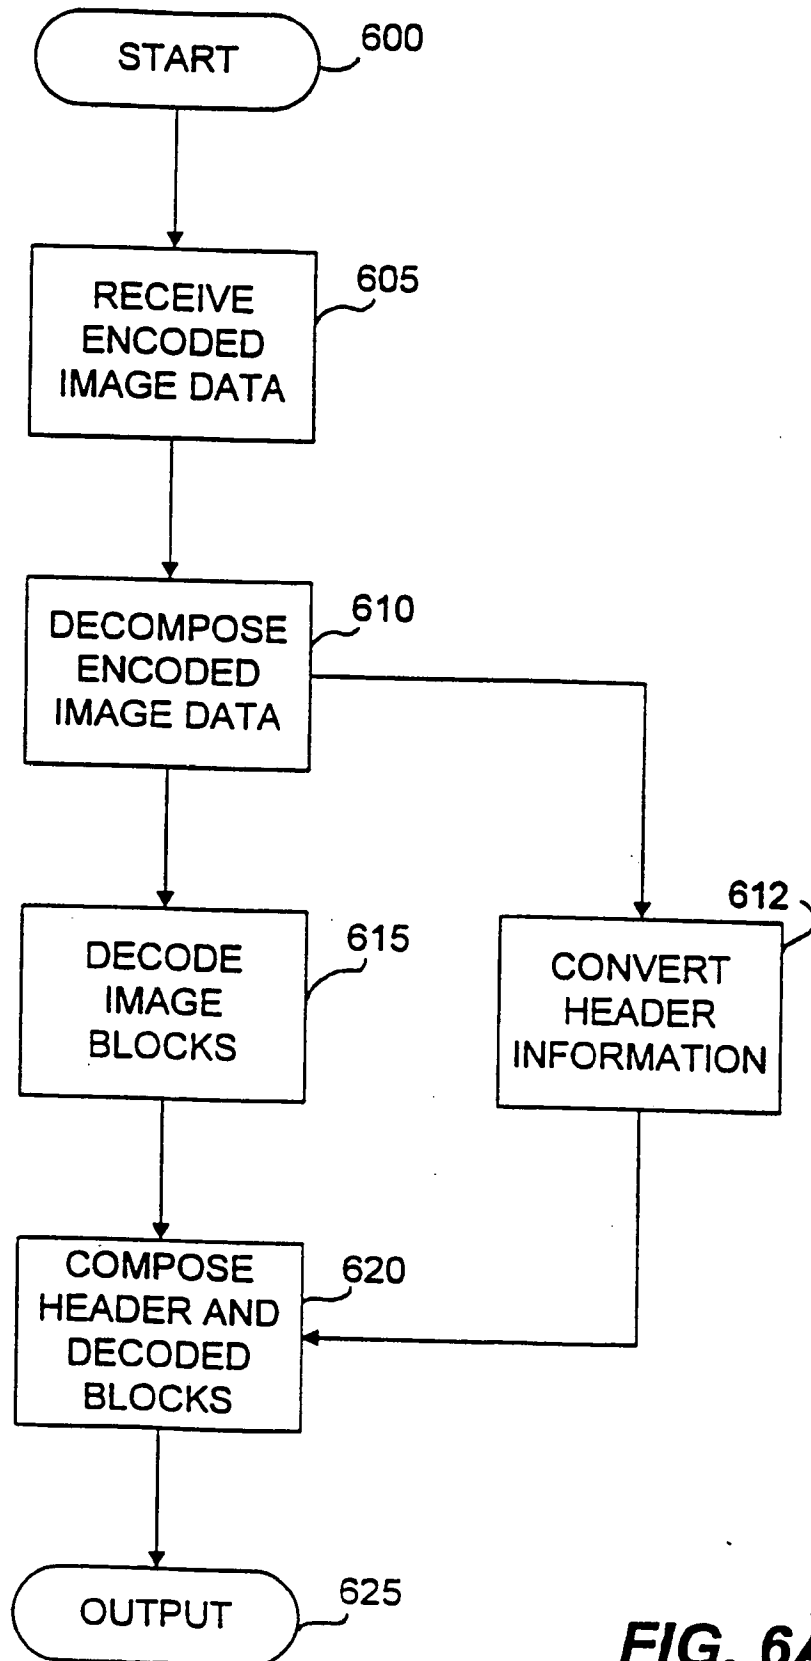 START
600
RECEIVE
ENCODED
IMAGE DATA
605
DECOMPOSE
ENCODED
IMAGE DATA
610
DECODE
IMAGE
BLOCKS
615
CONVERT
HEADER
INFORMATION
612
COMPOSE
HEADER AND
DECODED
BLOCKS
620
OUTPUT
625
FIG. 6A